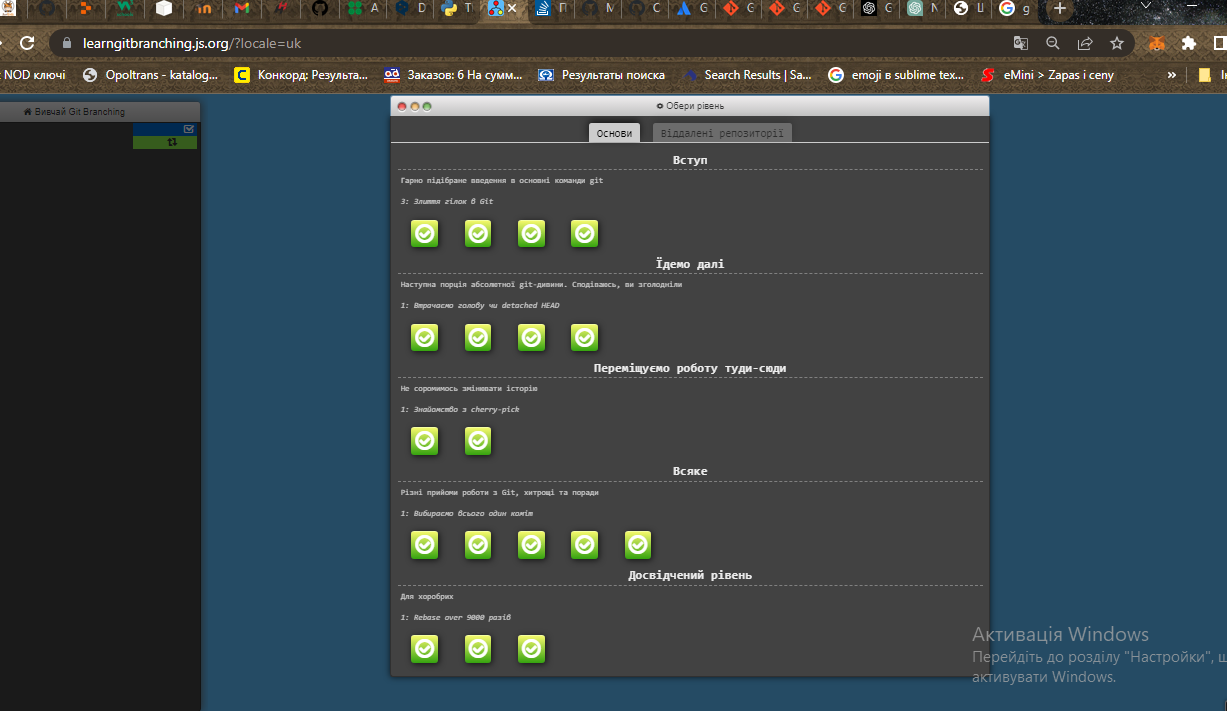 A
D
T
П
M
C
G
G
G
G
C
N
Ц
g
learngitbranching.js.org/?locale=uk
NOD ключі
Opoltrans - katalog...
Конкорд: Результа...
Заказов: 6 На сумм...
Результаты поиска
Search Results | Sa...
emoji в sublime tex...
eMini > Zapas i ceny
»
Вивчай Git Branching
Обери рівень
Основи
Віддалені репозиторії
Вступ
Гарно підібране введення в основні команди git
3: Злиття гілок в Git
Їдемо далі
Наступна порція абсолютної git-дивини. Сподіваюсь, ви зголодніли
1: Втрачаємо голову чи detached HEAD
Переміщуємо роботу туди-сюди
Не соромимось змінювати історію
1: Знайомство з cherry-pick
Всяке
Різні прийоми роботи з Git, хитрощі та поради
1: Вибираємо всього один коміт
Досвідчений рівень
Для хоробрих
1: Rebase over 9000 разів
Активація Windows
Перейдіть до розділу "Настройки", щ
активувати Windows.